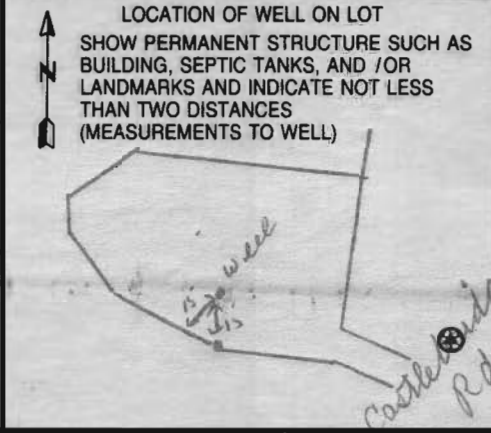 LOCATION OF WELL ON LOT
SHOW PERMANENT STRUCTURE SUCH AS
BUILDING, SEPTIC TANKS, AND /OR
LANDMARKS AND INDICATE NOT LESS
THAN TWO DISTANCES
(MEASUREMENTS TO WELL)
N
well
15
15
Rd